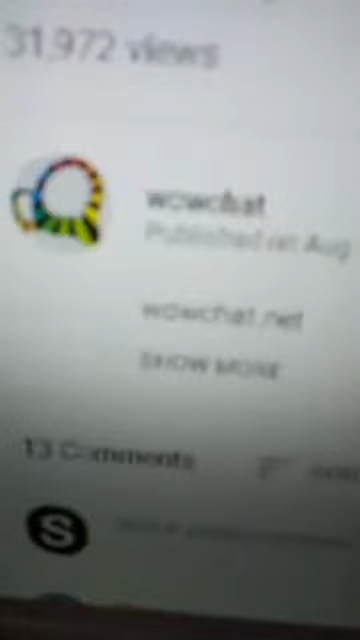 31,972 views
wowchat
Published on Aug
wowchat.net
SHOW MORE
13 Comments
S